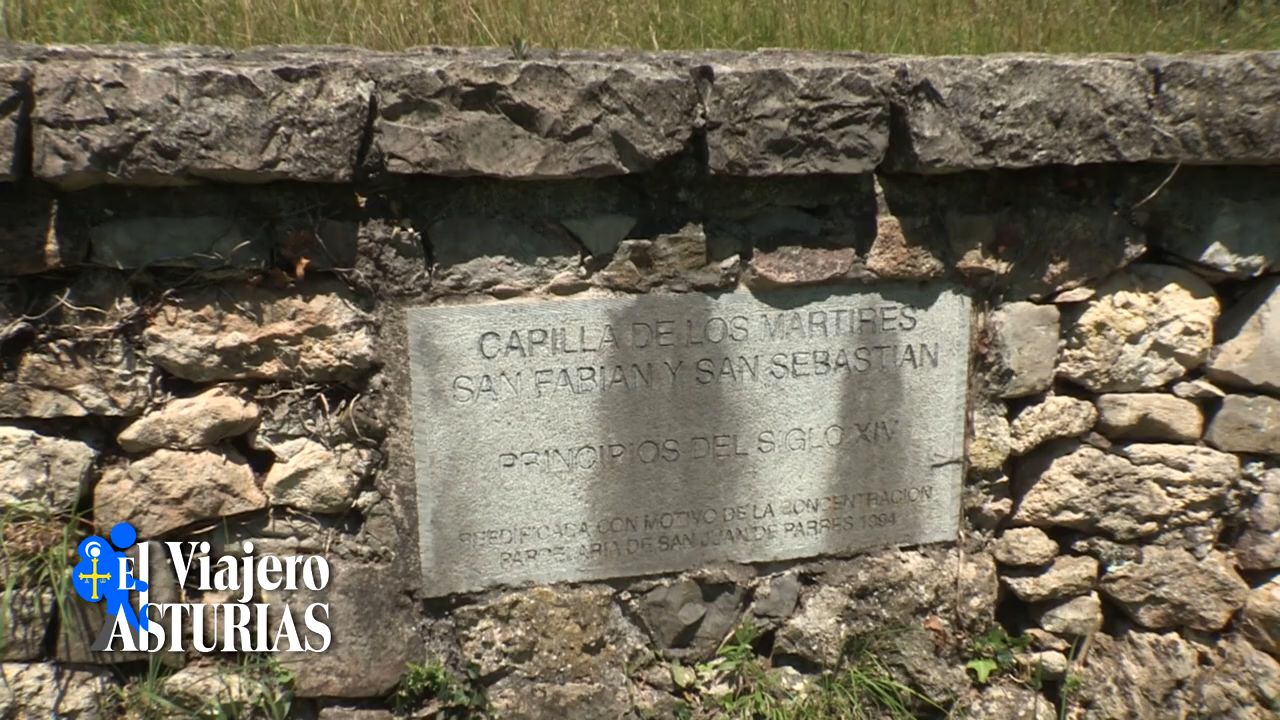 CAPILLA DE LOS MARTIRES
SAN FABIAN Y SAN SEBASTIAN
PRINCIPIOS DEL SIGLO XIV
REEDIFICADA CON MOTIVO DE LA CONCENTRACION
PARCELARIA DE SAN JUAN DE PARRES 1994
EL Viajero
ASTURIAS